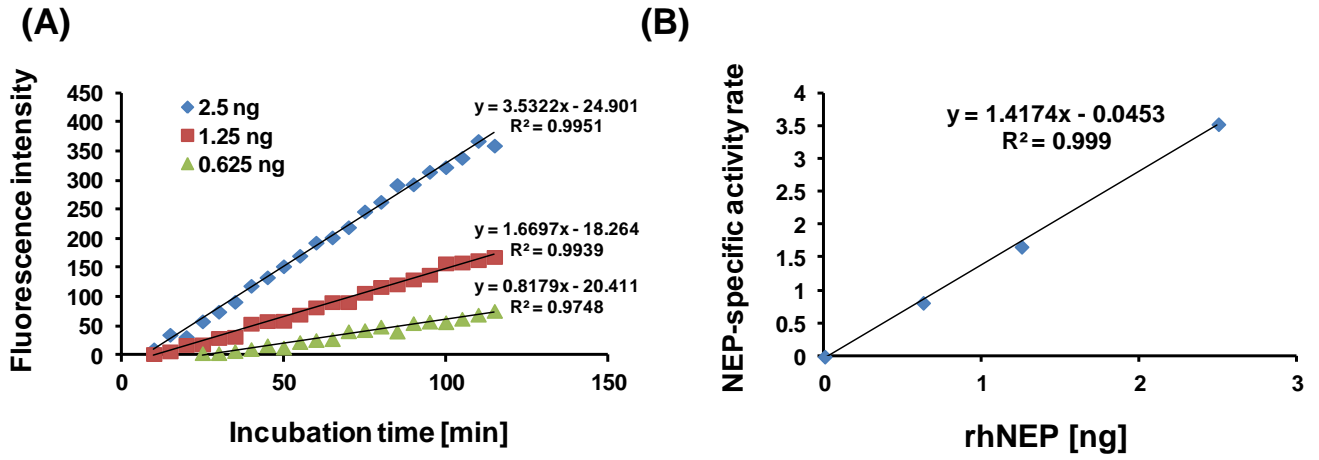 (A)
Fluorescence intensity
450
400
350
300
250
200
150
100
50
0
2.5 ng
1.25 ng
0.625 ng
y = 3.5322x - 24.901
R² = 0.9951
y = 1.6697x - 18.264
R² = 0.9939
y = 0.8179x - 20.411
R² = 0.9748
0 50 100 150
Incubation time [min]
(B)
NEP-specific activity rate
4
3.5
3
2.5
2
1.5
1
0.5
0
y = 1.4174x - 0.0453
R² = 0.999
0 1 2 3
rhNEP [ng]